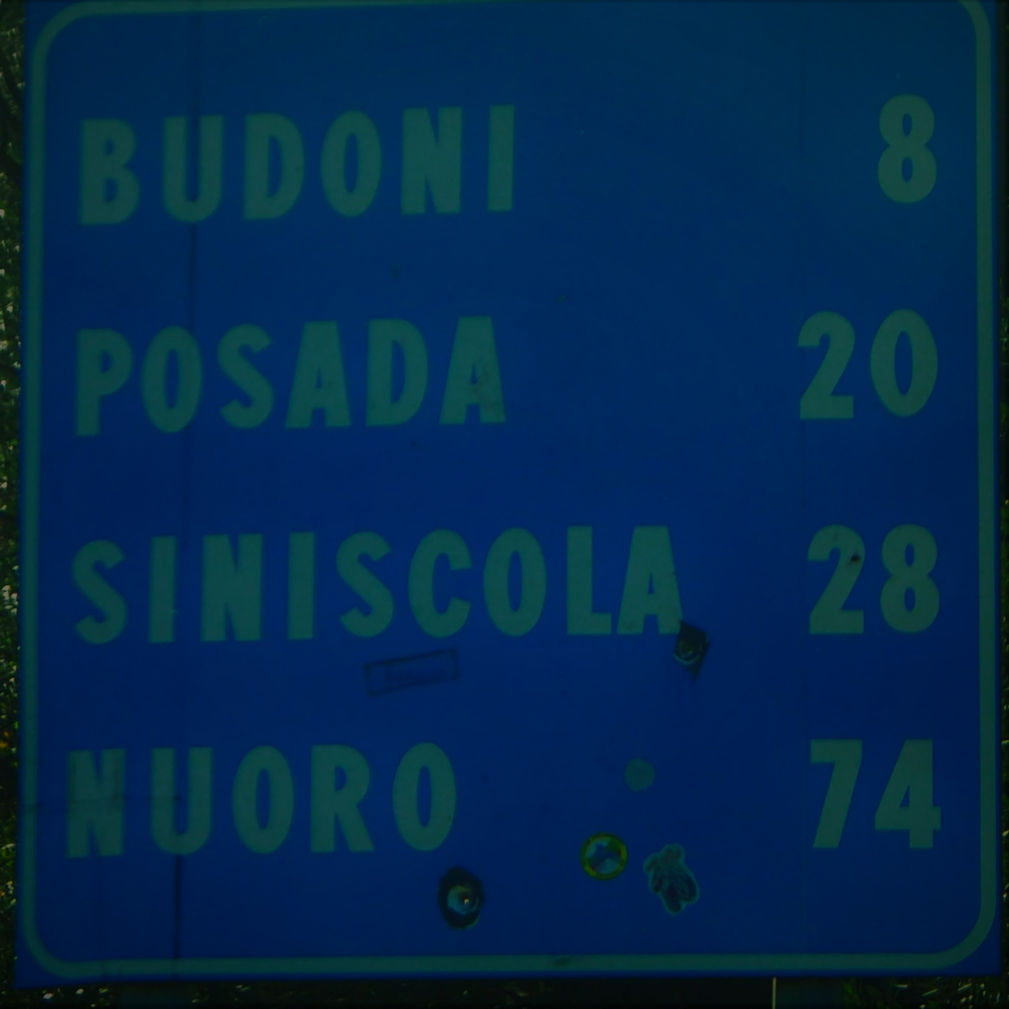 BUDONI 8
POSADA 20
SINISCOLA 28
NUORO 74